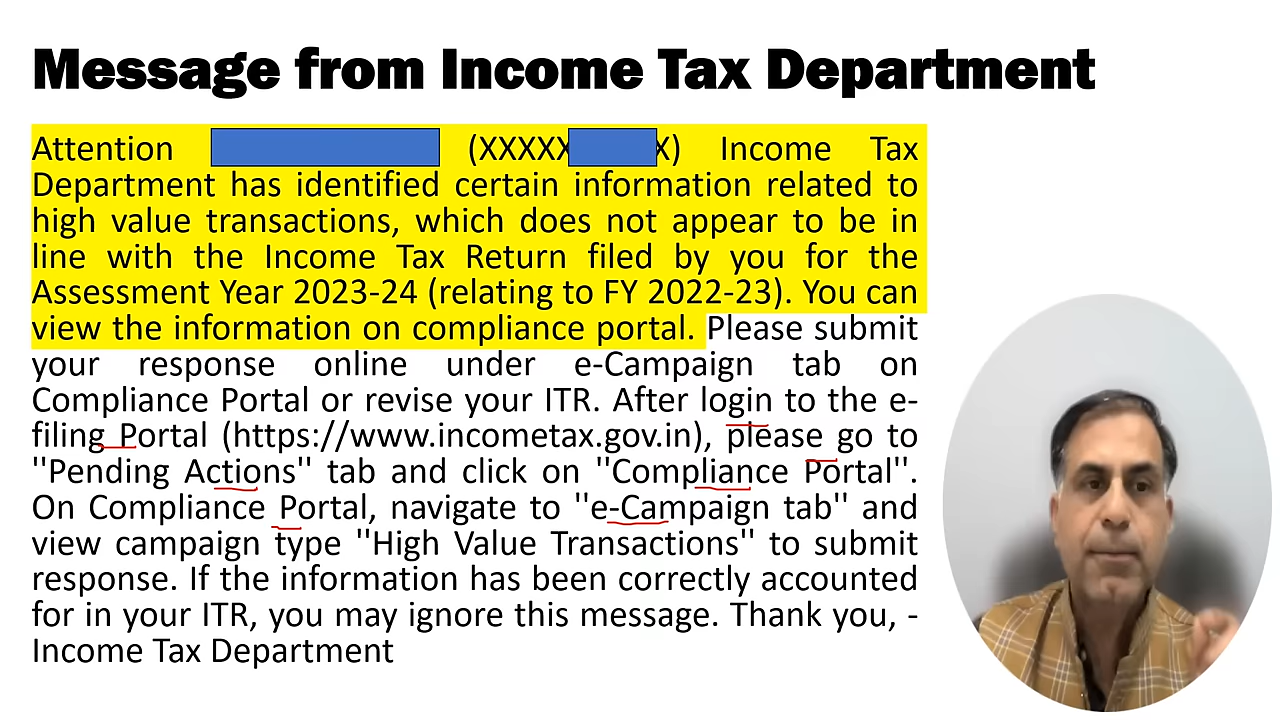 Message from Income Tax Department
Attention (XXXXX X) Income Tax
Department has identified certain information related to
high value transactions, which does not appear to be in
line with the Income Tax Return filed by you for the
Assessment Year 2023-24 (relating to FY 2022-23). You can
view the information on compliance portal. Please submit
your response online under e-Campaign tab on
Compliance Portal or revise your ITR. After login to the e-
filing Portal (https://www.incometax.gov.in), please go to
"Pending Actions" tab and click on "Compliance Portal".
On Compliance Portal, navigate to "e-Campaign tab" and
view campaign type "High Value Transactions" to submit
response. If the information has been correctly accounted
for in your ITR, you may ignore this message. Thank you, -
Income Tax Department